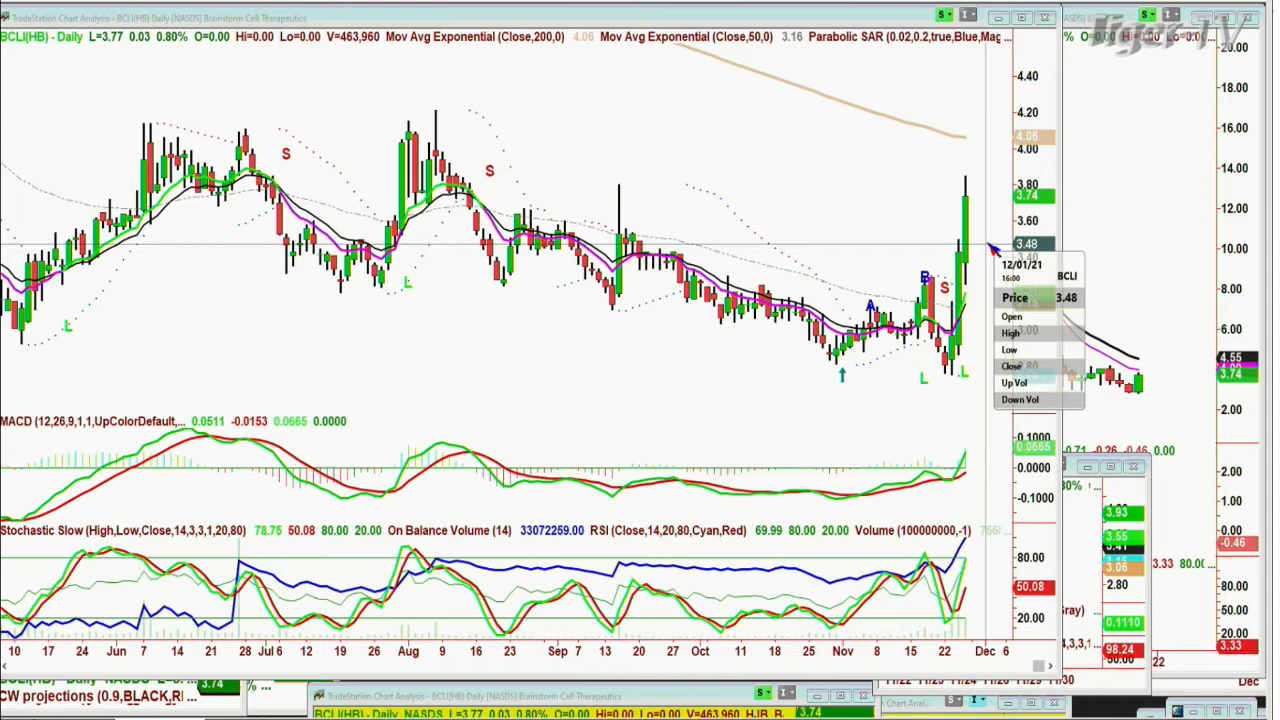 TradeStation Chart Analysis - BCLI(HB) Daily [NASDS] Brainstorm Cell Therapeutics
S
I
S
I
Tiger TV
BCLI(HB) - Daily L=3.77 0.03 0.80% O=0.00 Hi=0.00 Lo=0.00 V=463,960 Mov Avg Exponential (Close,200,0) 4.06 Mov Avg Exponential (Close,50,0) 3.16 Parabolic SAR (0.02,0.2,true,Blue,Mag...
20.00
4.40
18.00
4.20
16.00
4.06
4.00
14.00
3.80
3.74
12.00
3.60
3.48
10.00
3.40
8.00
6.00
4.55
3.74
2.00
S
S
L
L
A
B
S
L
L
12/01/21
16:00
BCLI
Price 3.48
Open
High
Low
Close
Up Vol
Down Vol
MACD (12,26,9,1,1,UpColorDefault,... 0.0511 -0.0153 0.0665 0.0000
0.1000
0.0665
0.0000
-0.1000
-0.26 -0.46 0.00
2.00
1.00
0.00
-0.46
Stochastic Slow (High,Low,Close,14,3,3,1,20,80) 78.75 50.08 80.00 20.00 On Balance Volume (14) 33072259.00 RSI (Close,14,20,80,Cyan,Red) 69.99 80.00 20.00 Volume (100000000,-1)
80.00
50.08
20.00
3.93
3.55
3.41
3.06
2.80
0.1110
98.24
50.00
3.33 80.00
80.00
50.00
20.00
3.33
10 17 24 Jun 7 14 21 28 Jul 6 12 19 26 Aug 9 16 23 Sep 7 13 20 27 Oct 11 18 25 Nov 8 15 22 Dec 6
22
Dec
3.74
CW projections (0.9,BLACK,RI
TradeStation Chart Analysis - BCLI(HB) Daily [NASDS] Brainstorm Cell Therapeutics
S
I
BCLI(HB) - Daily NASDS L=3.77 0.03 0.80% O=0.00 Hi=0.00 Lo=0.00 V=463,960
3.74